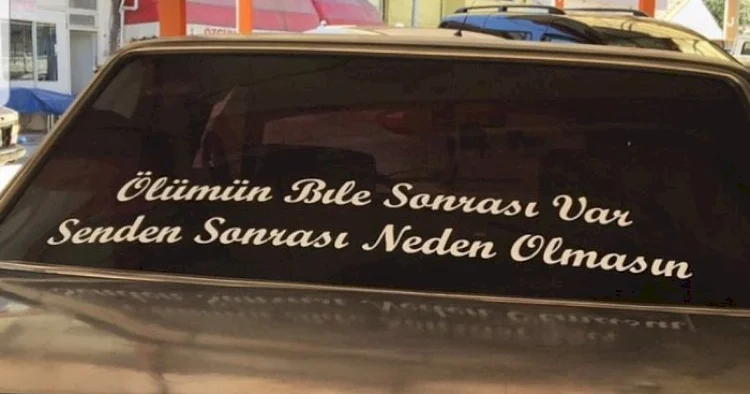 Ölümün Bıle Sonrası Var
Senden Sonrası Neden Olmasın